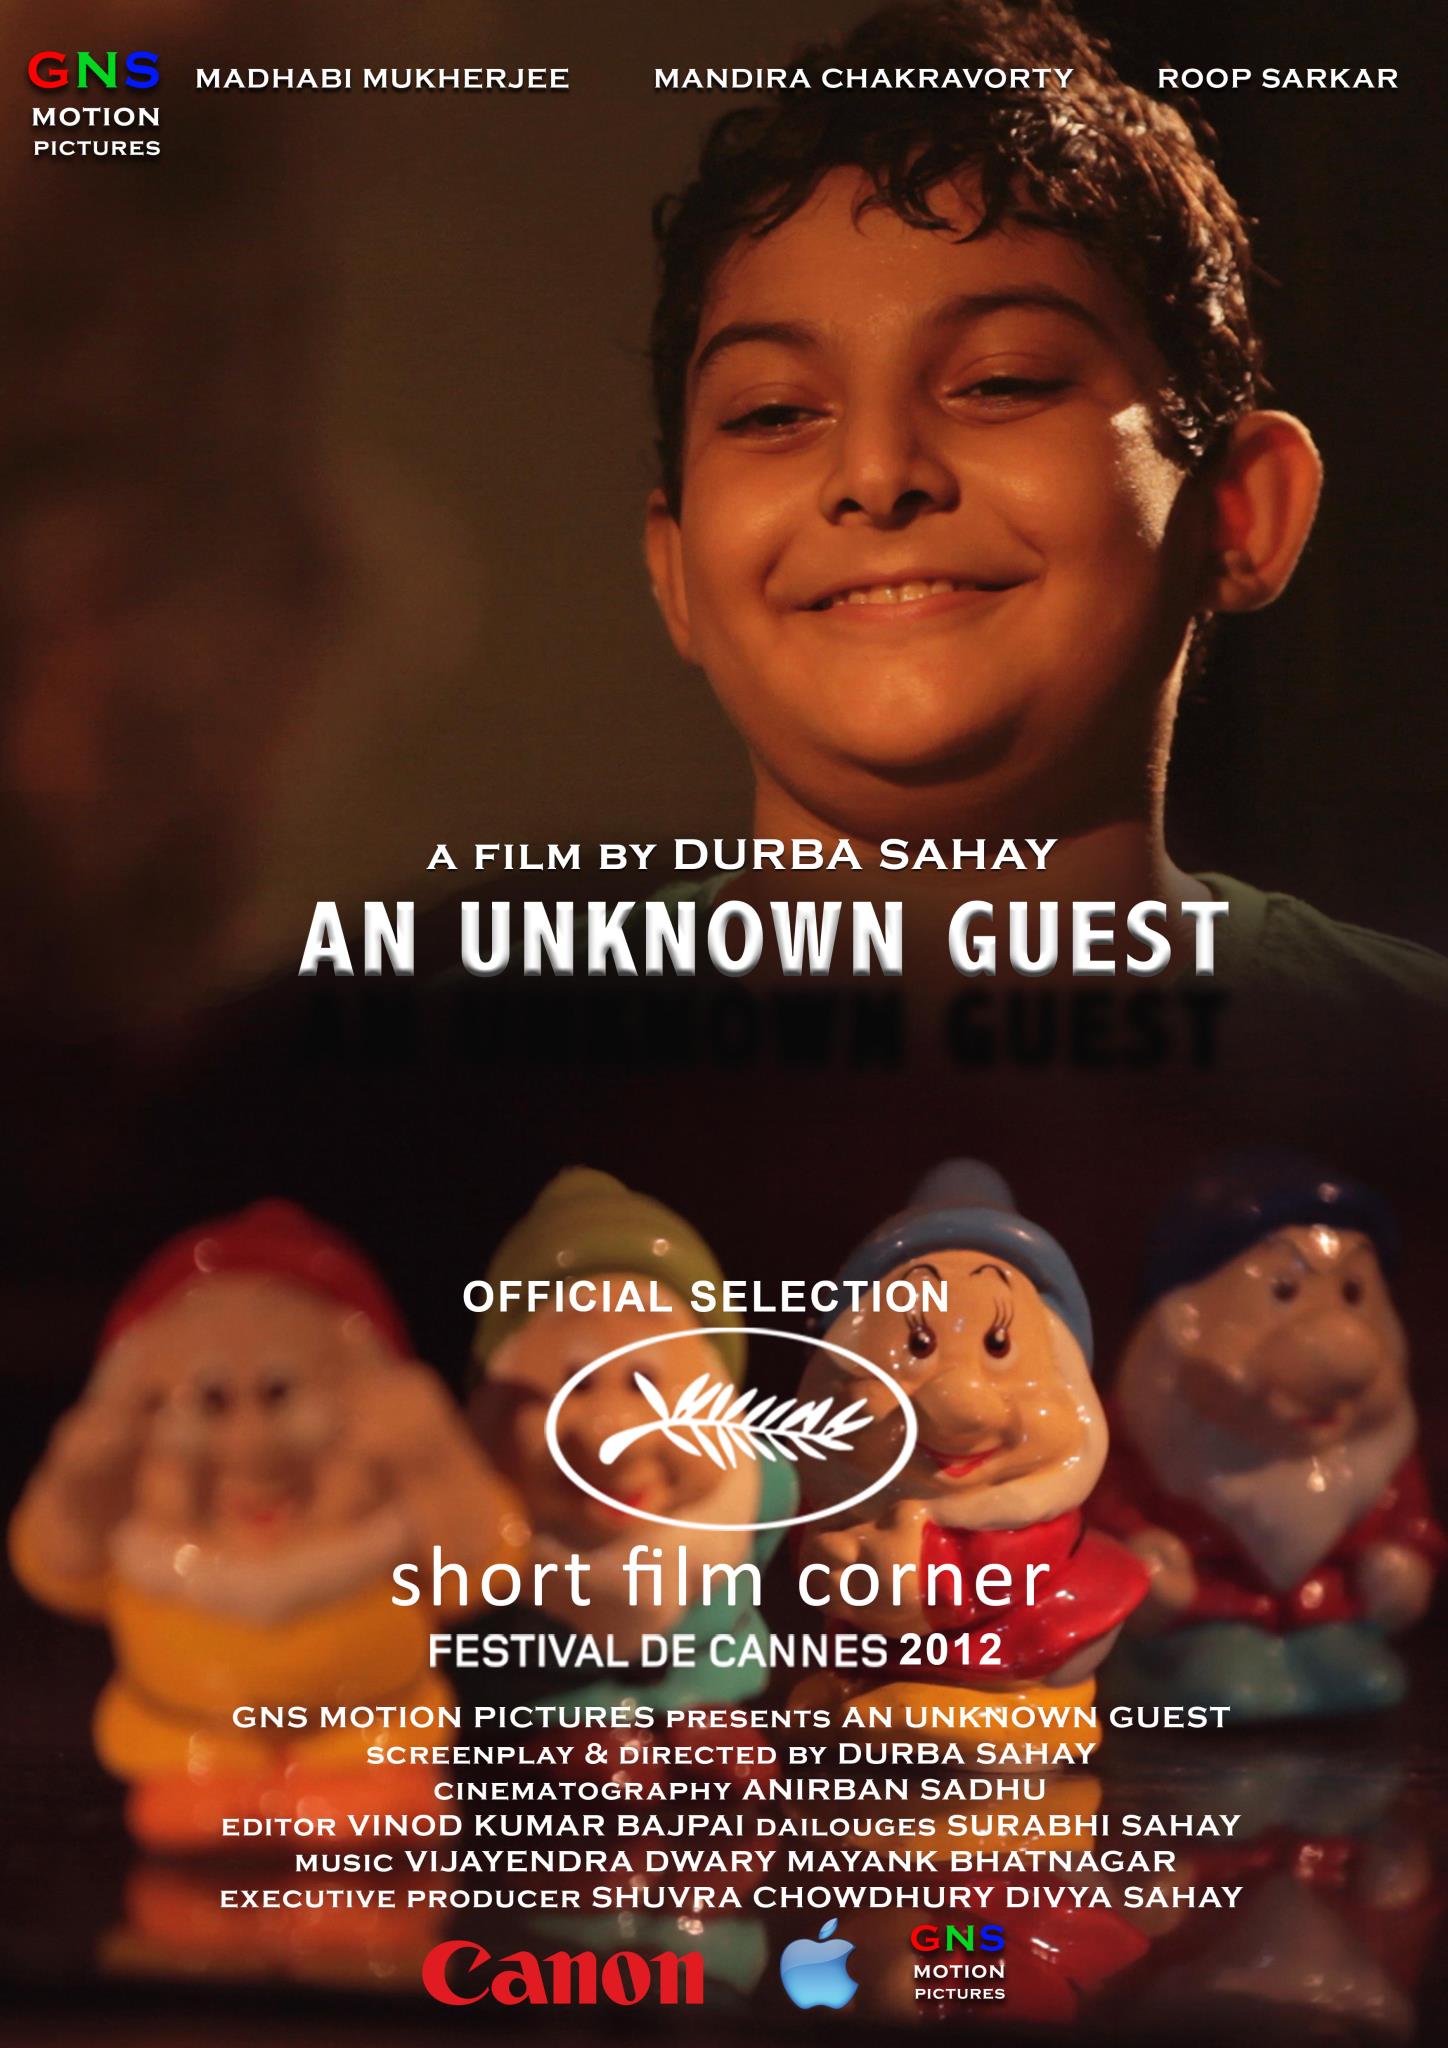 GNS
MOTION
PICTURES
MADHABI MUKHERJEE MANDIRA CHAKRAVORTY ROOP SARKAR
A FILM BY DURBA SAHAY
AN UNKNOWN GUEST
OFFICIAL SELECTION
short film corner
FESTIVAL DE CANNES 2012
GNS MOTION PICTURES PRESENTS AN UNKNOWN GUEST
SCREENPLAY & DIRECTED BY DURBA SAHAY
CINEMATOGRAPHY ANIRBAN SADHU
EDITOR VINOD KUMAR BAJPAI DAILOUGES SURABHI SAHAY
MUSIC VIJAYENDRA DWARY MAYANK BHATNAGAR
EXECUTIVE PRODUCER SHUVRA CHOWDHURY DIVYA SAHAY
Canon
GNS
MOTION
PICTURES